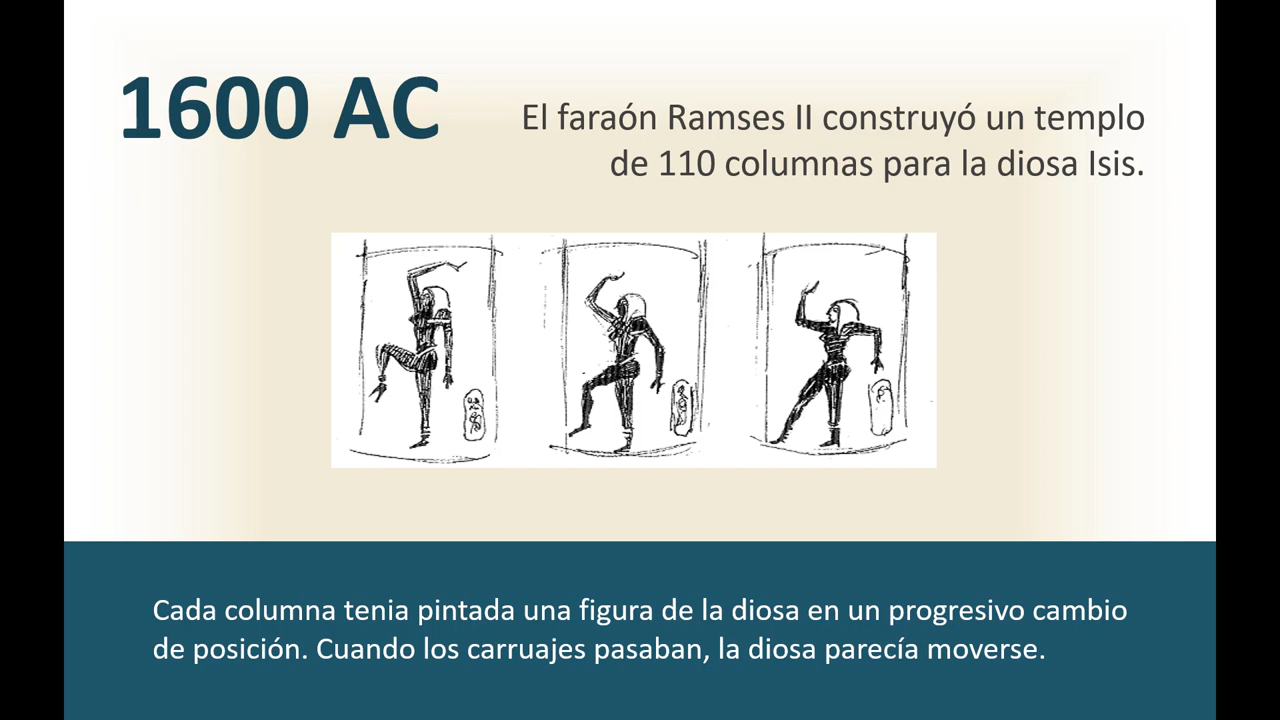 1600 AC
El faraón Ramses II construyó un templo
de 110 columnas para la diosa Isis.
Cada columna tenia pintada una figura de la diosa en un progresivo cambio
de posición. Cuando los carruajes pasaban, la diosa parecía moverse.